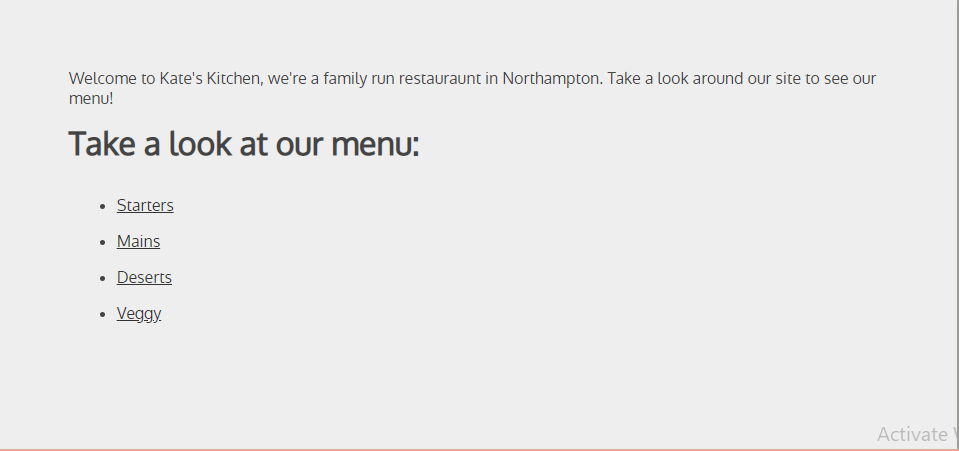 Welcome to Kate's Kitchen, we're a family run restauraunt in Northampton. Take a look around our site to see our
menu!
Take a look at our menu:
Starters
Mains
Deserts
Veggy
Activate